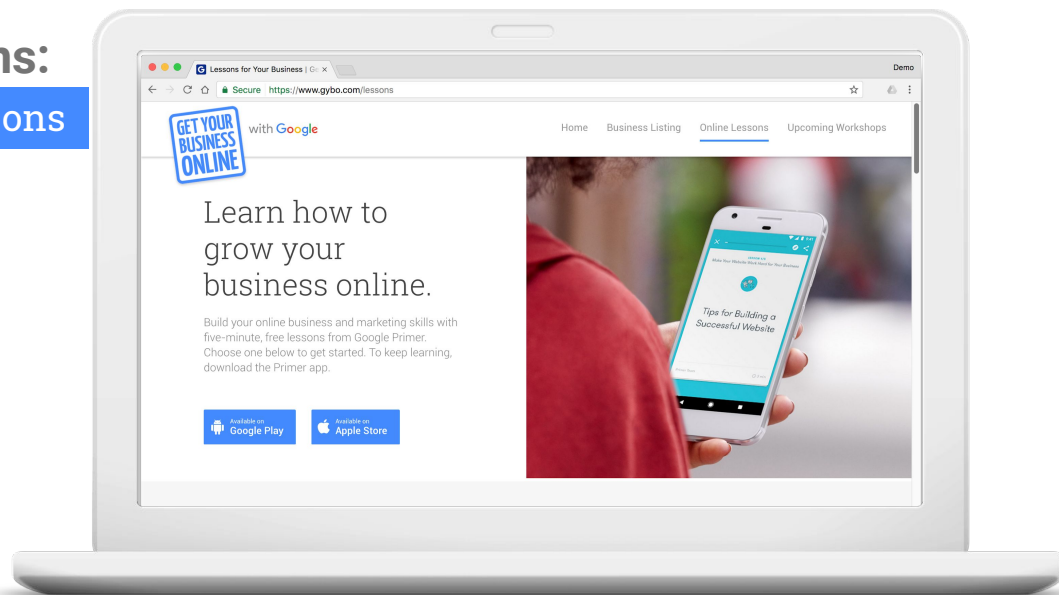 ns:
ons
Lessons for Your Business | Ge
Demo
Secure https://www.gybo.com/lessons
GET YOUR
BUSINESS
ONLINE
with Google
Home Business Listing Online Lessons Upcoming Workshops
Learn how to
grow your
business online.
Build your online business and marketing skills with
five-minute, free lessons from Google Primer.
Choose one below to get started. To keep learning,
download the Primer app.
Available on
Google Play
Available on
Apple Store
Make Your Website Work Hard for Your Business
Tips for Building a
Successful Website